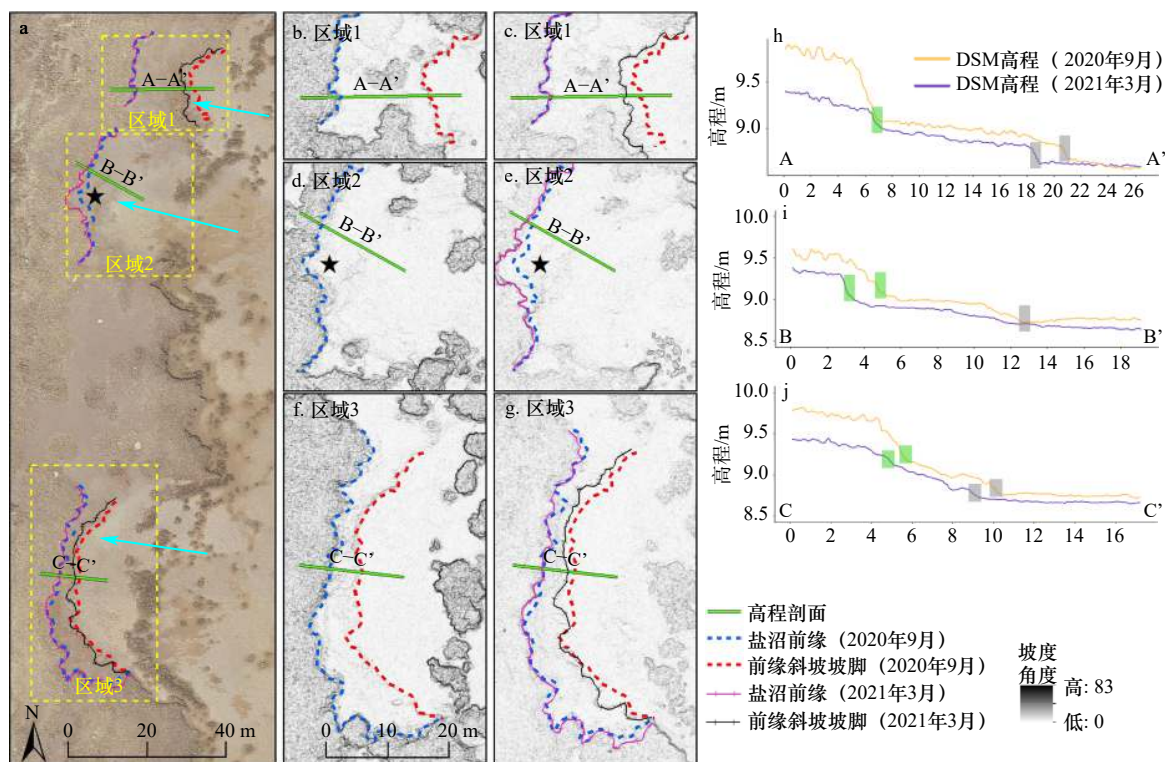 a
A−A’
区域1
B−B’
区域2
C−C’
区域3
N
0 20 40 m
b. 区域1
A−A’
c. 区域1
d. 区域2
B−B’
e. 区域2
B−B’
f. 区域3
C−C’
0 10 20 m
g. 区域3
C−C’
h
DSM高程（2020年9月）
DSM高程（2021年3月）
高程/m
9.5
9.0
A A’
0 2 4 6 8 10 12 14 16 18 20 22 24 26
i
高程/m
10.0
9.5
9.0
8.5
B B’
0 2 4 6 8 10 12 14 16 18
j
高程/m
10.0
9.5
9.0
8.5
C C’
0 2 4 6 8 10 12 14 16
高程剖面
盐沼前缘（2020年9月）
前缘斜坡坡脚（2020年9月）
盐沼前缘（2021年3月）
前缘斜坡坡脚（2021年3月）
坡度
角度
高: 83
低: 0